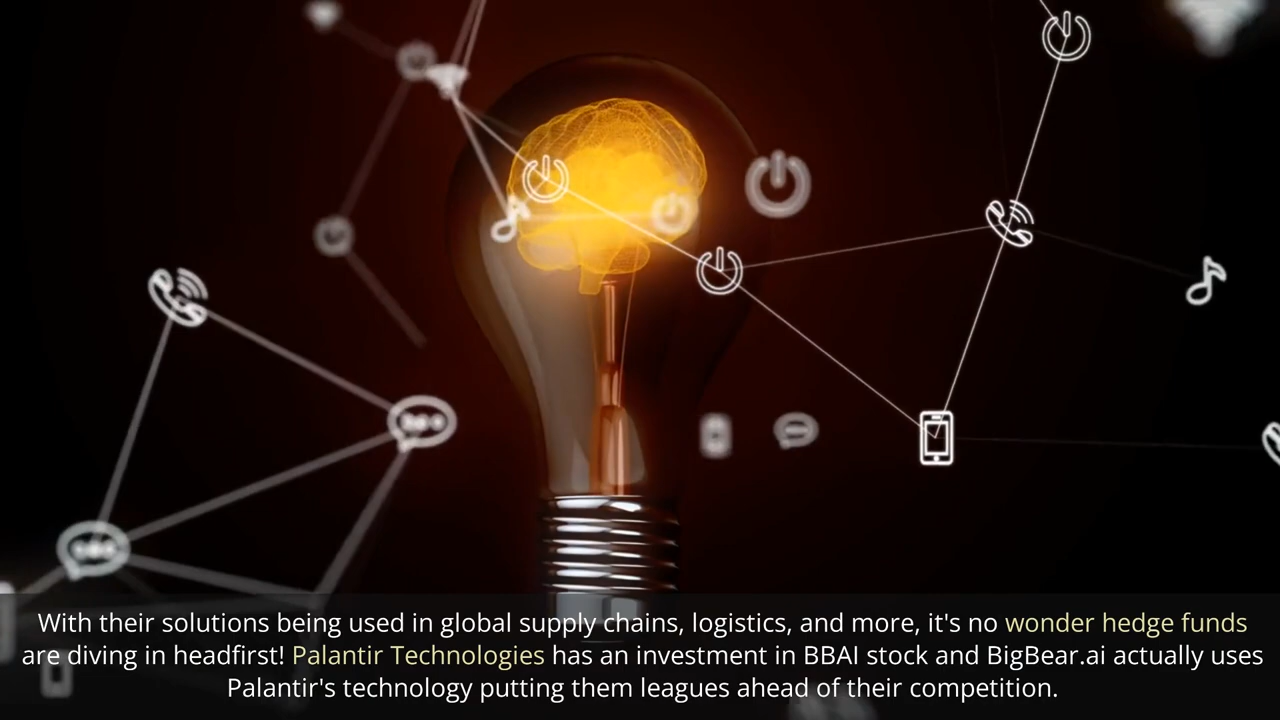 With their solutions being used in global supply chains, logistics, and more, it's no wonder hedge funds
are diving in headfirst! Palantir Technologies has an investment in BBAI stock and BigBear.ai actually uses
Palantir's technology putting them leagues ahead of their competition.